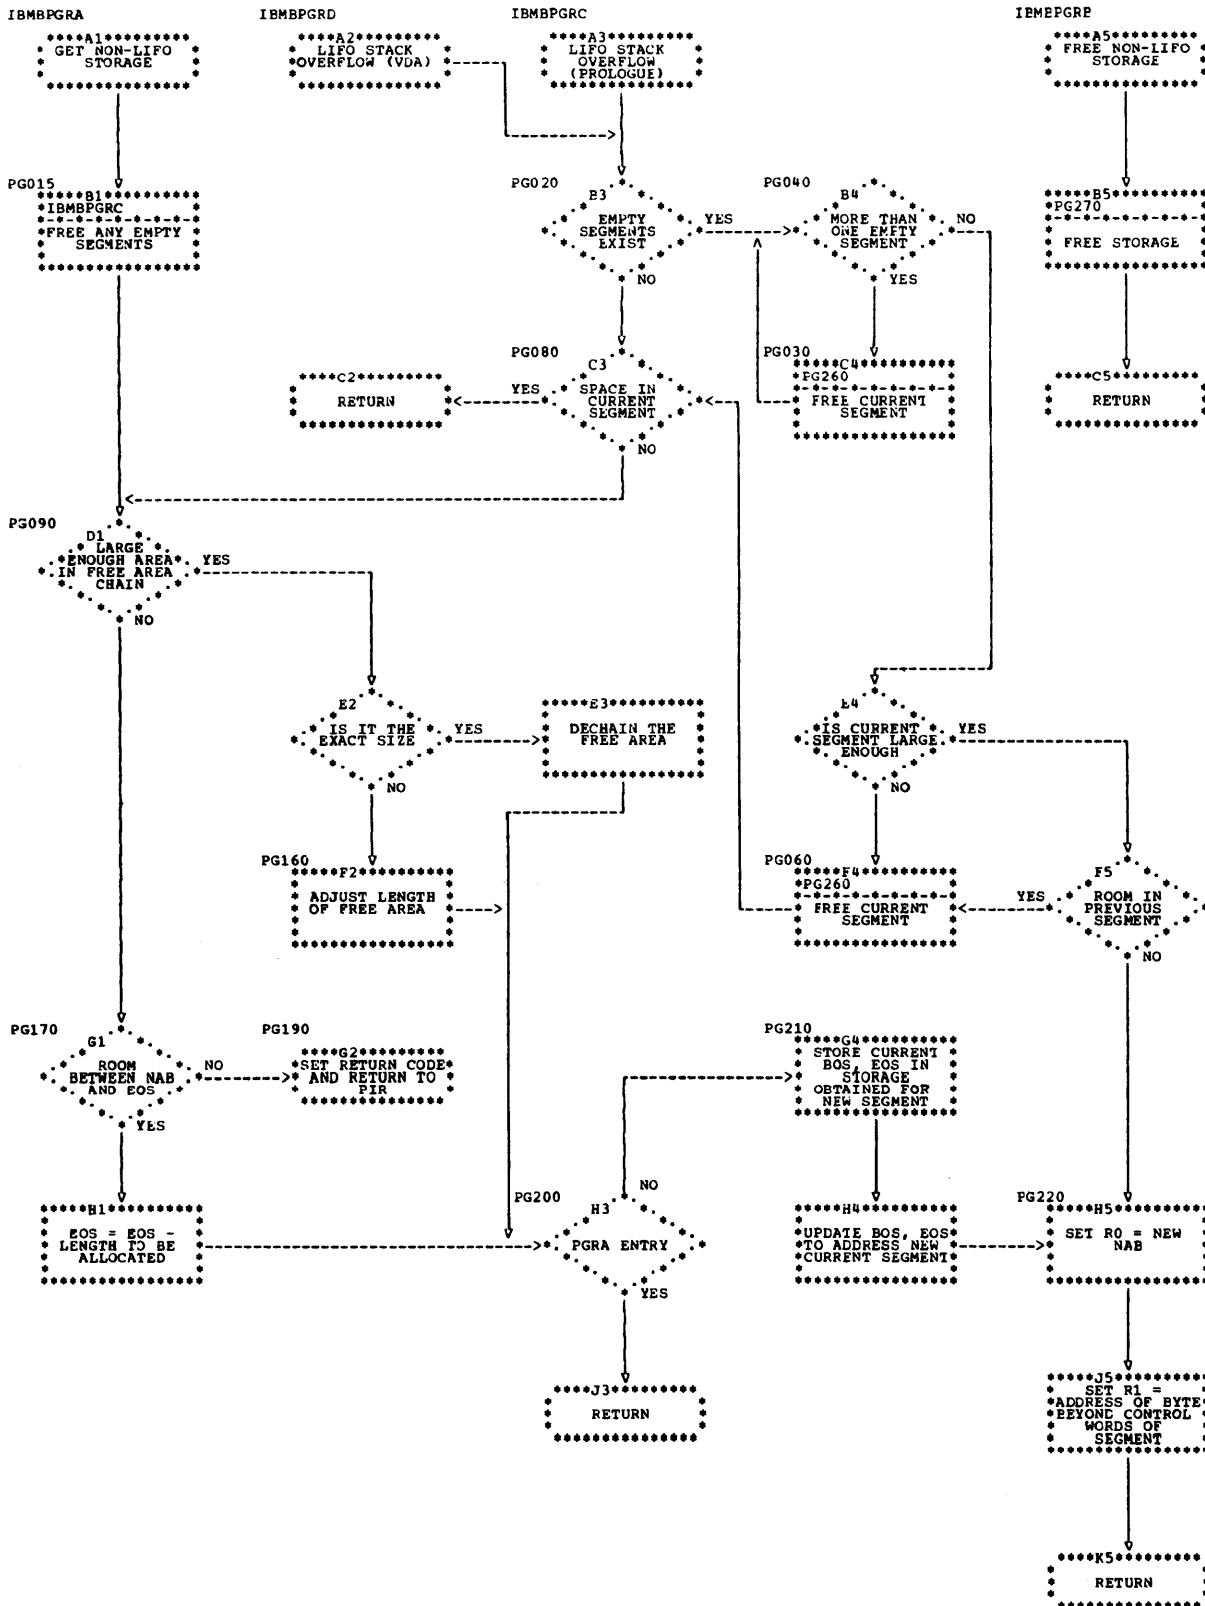 IBMBPGRA
IBMBPGRD
IBMBPGRC
IBMBPGRB
A1
GET NON-LIFO
STORAGE
A2
LIFO STACK
OVERFLOW (VDA)
A3
LIFO STACK
OVERFLOW
(PROLOGUE)
A5
FREE NON-LIFO
STORAGE
PG015
B1
IBMBPGRC
FREE ANY EMPTY
SEGMENTS
PG020
B3
EMPTY
SEGMENTS
EXIST
YES
NO
PG040
B4
MORE THAN
ONE EMPTY
SEGMENT
NO
YES
B5
PG270
FREE STORAGE
C2
RETURN
PG080
C3
SPACE IN
CURRENT
SEGMENT
YES
NO
PG030
C4
PG260
FREE CURRENT
SEGMENT
C5
RETURN
PG090
D1
LARGE
ENOUGH AREA
IN FREE AREA
CHAIN
YES
NO
E2
IS IT THE
EXACT SIZE
YES
NO
E3
DECHAIN THE
FREE AREA
E4
IS CURRENT
SEGMENT LARGE
ENOUGH
YES
NO
PG160
F2
ADJUST LENGTH
OF FREE AREA
PG060
F4
PG260
FREE CURRENT
SEGMENT
F5
ROOM IN
PREVIOUS
SEGMENT
YES
NO
PG170
G1
ROOM
BETWEEN NAB
AND EOS
NO
YES
PG190
G2
SET RETURN CODE
AND RETURN TO
PIR
PG210
G4
STORE CURRENT
BOS, EOS IN
STORAGE
OBTAINED FOR
NEW SEGMENT
H1
EOS = EOS -
LENGTH TO BE
ALLOCATED
PG200
H3
PGRA ENTRY
NO
YES
H4
UPDATE BOS, EOS
TO ADDRESS NEW
CURRENT SEGMENT
PG220
H5
SET R0 = NEW
NAB
J3
RETURN
J5
SET R1 =
ADDRESS OF BYTE
BEYOND CONTROL
WORDS OF
SEGMENT
K5
RETURN